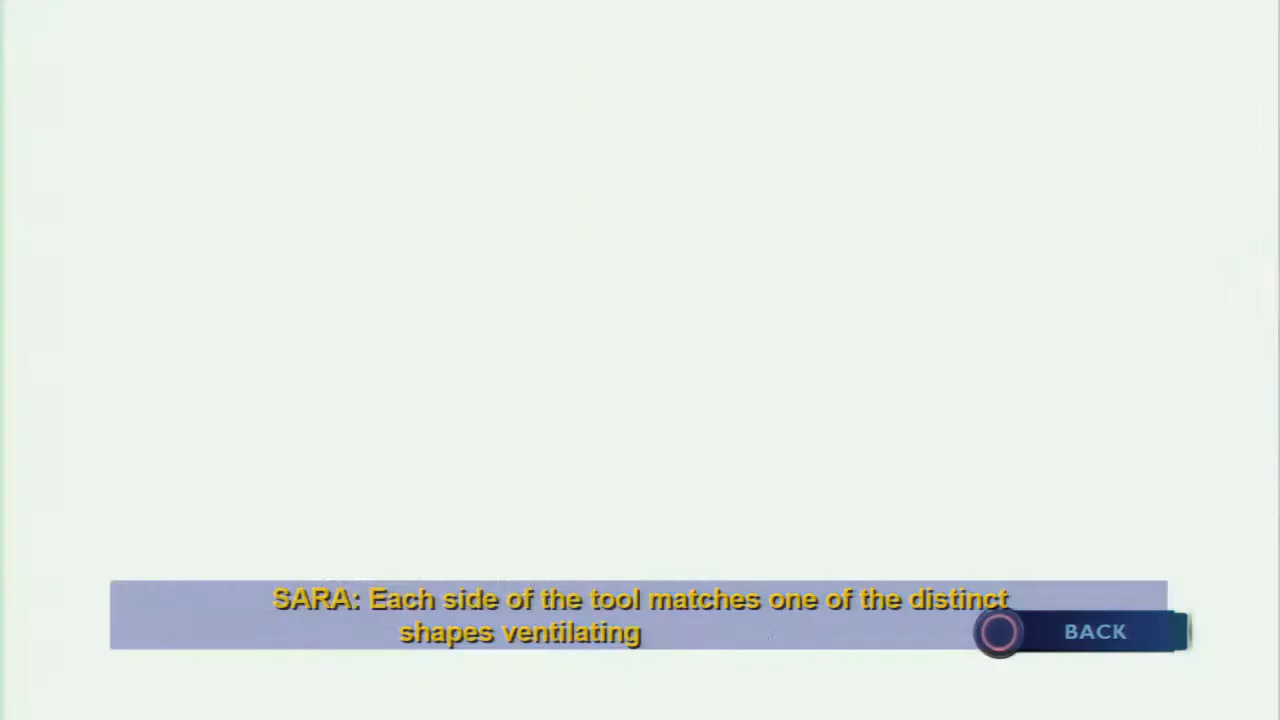 SARA: Each side of the tool matches one of the distinct
shapes ventilating
BACK